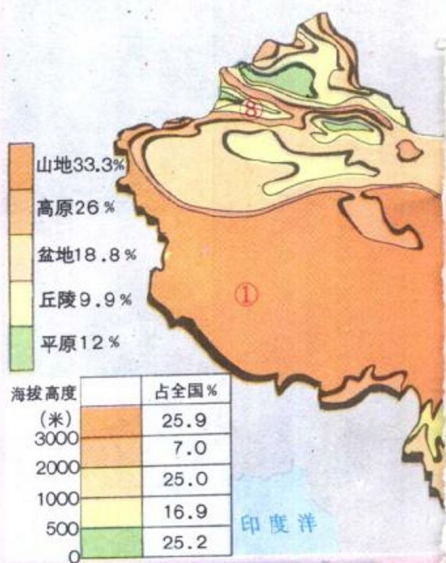 ⑧
山地33.3%
高原26%
盆地18.8%
丘陵9.9%
平原12%
①
海拔高度 占全国%
(米) 25.9
3000
7.0
2000
25.0
1000
16.9
500
25.2
0
印度洋